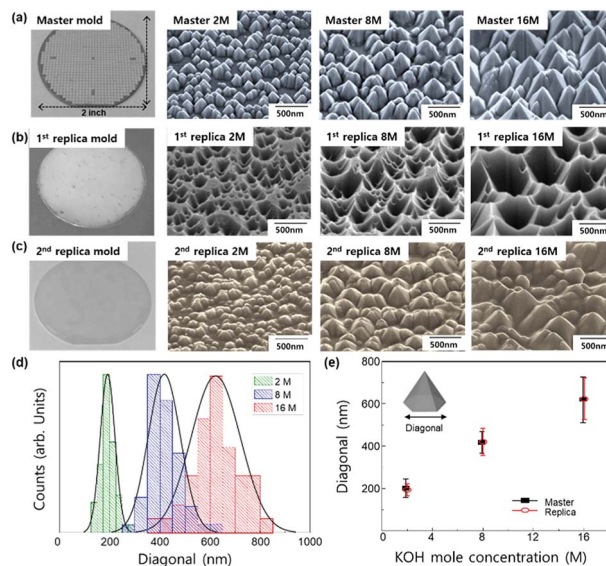 (a)
Master mold
Master 2M
Master 8M
Master 16M
2 inch
500nm
500nm
500nm
(b)
1st replica mold
1st replica 2M
1st replica 8M
1st replica 16M
500nm
500nm
500nm
(c)
2nd replica mold
2nd replica 2M
2nd replica 8M
2nd replica 16M
500nm
500nm
500nm
(d)
Counts (arb. Units)
2 M
8 M
16 M
0 200 400 600 800 1000
Diagonal (nm)
(e)
Diagonal (nm)
800
600
400
200
Diagonal
Master
Replica
4 8 12 16
KOH mole concentration (M)